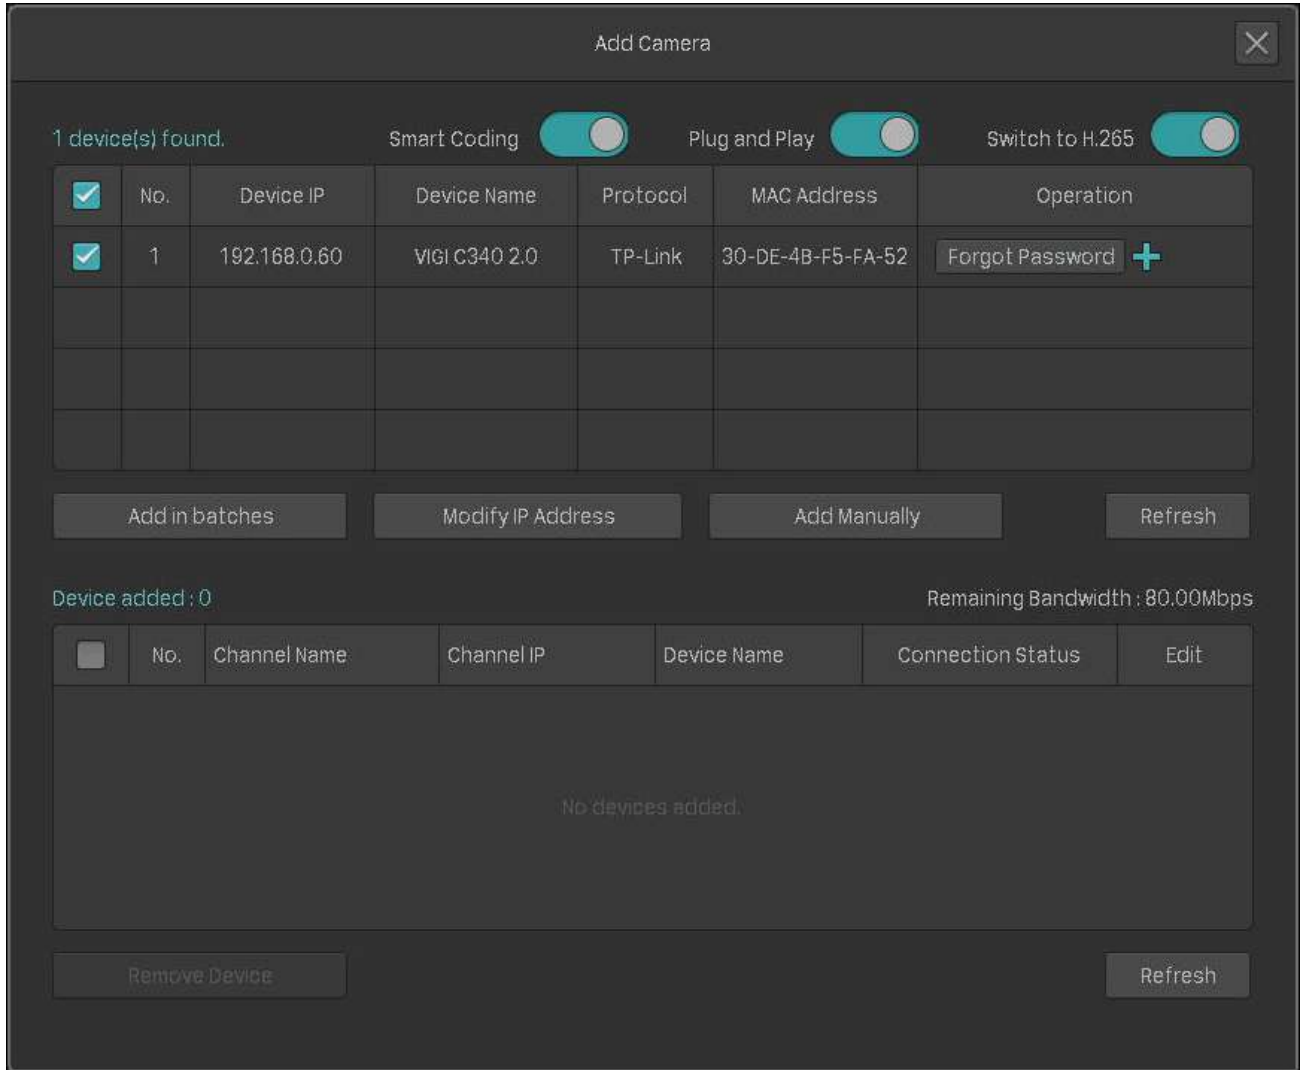 Add Camera
1 device(s) found. Smart Coding Plug and Play Switch to H.265
No. Device IP Device Name Protocol MAC Address Operation
1 192.168.0.60 VIGI C340 2.0 TP-Link 30-DE-4B-F5-FA-52 Forgot Password
Add in batches Modify IP Address Add Manually Refresh
Device added : 0 Remaining Bandwidth : 80.00Mbps
No. Channel Name Channel IP Device Name Connection Status Edit
No devices added.
Remove Device Refresh